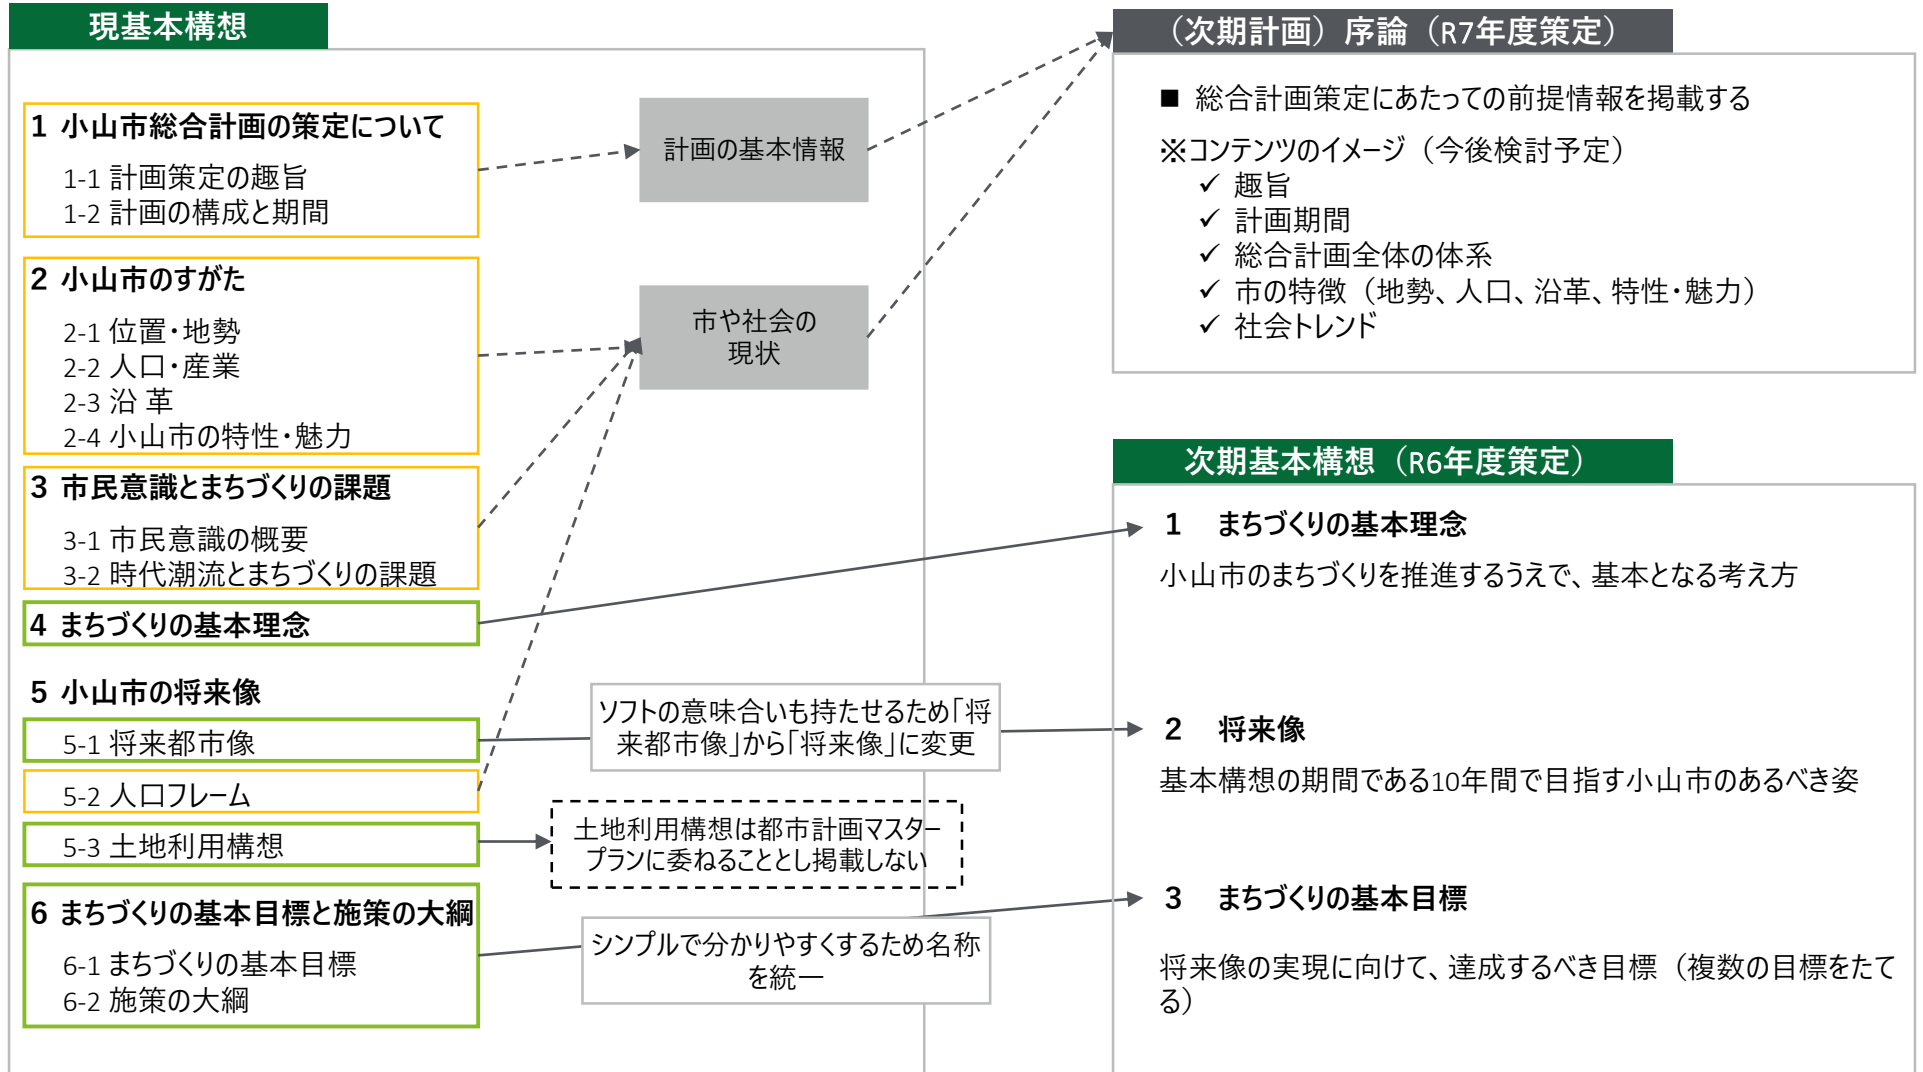 現基本構想
1 小山市総合計画の策定について
1-1 計画策定の趣旨
1-2 計画の構成と期間
2 小山市のすがた
2-1 位置・地勢
2-2 人口・産業
2-3 沿 革
2-4 小山市の特性・魅力
3 市民意識とまちづくりの課題
3-1 市民意識の概要
3-2 時代潮流とまちづくりの課題
4 まちづくりの基本理念
5 小山市の将来像
5-1 将来都市像
5-2 人口フレーム
5-3 土地利用構想
6 まちづくりの基本目標と施策の大綱
6-1 まちづくりの基本目標
6-2 施策の大綱
計画の基本情報
市や社会の
現状
ソフトの意味合いも持たせるため「将
来都市像」から「将来像」に変更
土地利用構想は都市計画マスター
プランに委ねることとし掲載しない
シンプルで分かりやすくするため名称
を統一
（次期計画）序論（R7年度策定）
■ 総合計画策定にあたっての前提情報を掲載する
※コンテンツのイメージ（今後検討予定）
✓ 趣旨
✓ 計画期間
✓ 総合計画全体の体系
✓ 市の特徴（地勢、人口、沿革、特性・魅力）
✓ 社会トレンド
次期基本構想（R6年度策定）
1 まちづくりの基本理念
小山市のまちづくりを推進するうえで、基本となる考え方
2 将来像
基本構想の期間である10年間で目指す小山市のあるべき姿
3 まちづくりの基本目標
将来像の実現に向けて、達成するべき目標（複数の目標をたて
る）